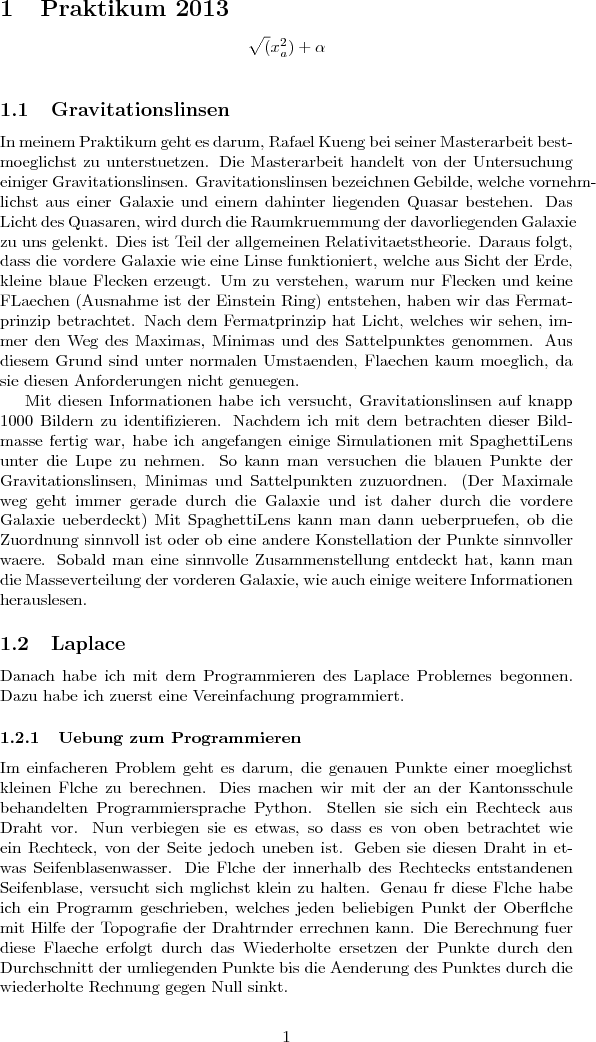 1 Praktikum 2013
√(x_a^2) + α
1.1 Gravitationslinsen
In meinem Praktikum geht es darum, Rafael Kueng bei seiner Masterarbeit best-
moeglichst zu unterstuetzen. Die Masterarbeit handelt von der Untersuchung
einiger Gravitationslinsen. Gravitationslinsen bezeichnen Gebilde, welche vornehm-
lichst aus einer Galaxie und einem dahinter liegenden Quasar bestehen. Das
Licht des Quasaren, wird durch die Raumkruemmung der davorliegenden Galaxie
zu uns gelenkt. Dies ist Teil der allgemeinen Relativitaetstheorie. Daraus folgt,
dass die vordere Galaxie wie eine Linse funktioniert, welche aus Sicht der Erde,
kleine blaue Flecken erzeugt. Um zu verstehen, warum nur Flecken und keine
FLaechen (Ausnahme ist der Einstein Ring) entstehen, haben wir das Fermat-
prinzip betrachtet. Nach dem Fermatprinzip hat Licht, welches wir sehen, im-
mer den Weg des Maximas, Minimas und des Sattelpunktes genommen. Aus
diesem Grund sind unter normalen Umstaenden, Flaechen kaum moeglich, da
sie diesen Anforderungen nicht genuegen.
Mit diesen Informationen habe ich versucht, Gravitationslinsen auf knapp
1000 Bildern zu identifizieren. Nachdem ich mit dem betrachten dieser Bild-
masse fertig war, habe ich angefangen einige Simulationen mit SpaghettiLens
unter die Lupe zu nehmen. So kann man versuchen die blauen Punkte der
Gravitationslinsen, Minimas und Sattelpunkten zuzuordnen. (Der Maximale
weg geht immer gerade durch die Galaxie und ist daher durch die vordere
Galaxie ueberdeckt) Mit SpaghettiLens kann man dann ueberpruefen, ob die
Zuordnung sinnvoll ist oder ob eine andere Konstellation der Punkte sinnvoller
waere. Sobald man eine sinnvolle Zusammenstellung entdeckt hat, kann man
die Masseverteilung der vorderen Galaxie, wie auch einige weitere Informationen
herauslesen.
1.2 Laplace
Danach habe ich mit dem Programmieren des Laplace Problemes begonnen.
Dazu habe ich zuerst eine Vereinfachung programmiert.
1.2.1 Uebung zum Programmieren
Im einfacheren Problem geht es darum, die genauen Punkte einer moeglichst
kleinen Flche zu berechnen. Dies machen wir mit der an der Kantonsschule
behandelten Programmiersprache Python. Stellen sie sich ein Rechteck aus
Draht vor. Nun verbiegen sie es etwas, so dass es von oben betrachtet wie
ein Rechteck, von der Seite jedoch uneben ist. Geben sie diesen Draht in et-
was Seifenblasenwasser. Die Flche der innerhalb des Rechtecks entstandenen
Seifenblase, versucht sich mglichst klein zu halten. Genau fr diese Flche habe
ich ein Programm geschrieben, welches jeden beliebigen Punkt der Oberflche
mit Hilfe der Topografie der Drahtrnder errechnen kann. Die Berechnung fuer
diese Flaeche erfolgt durch das Wiederholte ersetzen der Punkte durch den
Durchschnitt der umliegenden Punkte bis die Aenderung des Punktes durch die
wiederholte Rechnung gegen Null sinkt.
1